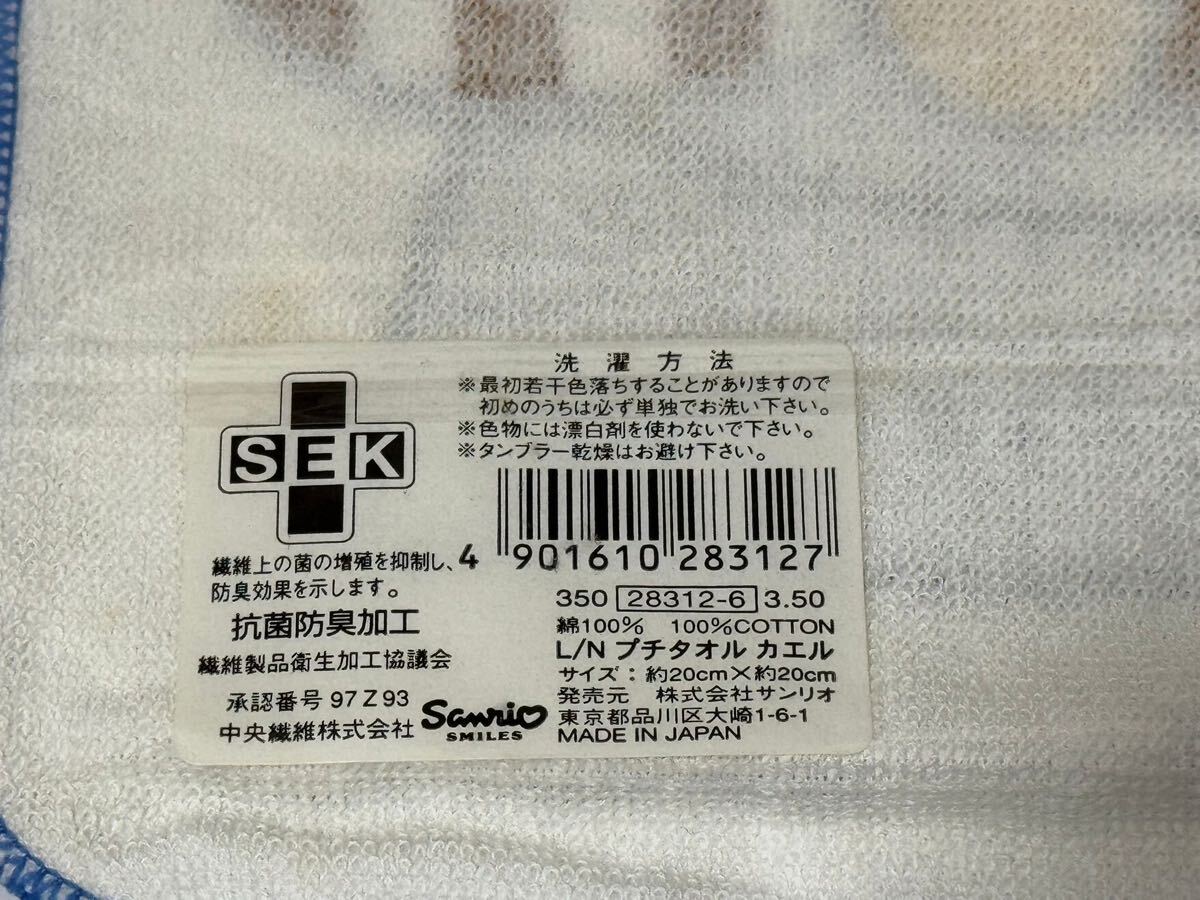 洗濯方法
※最初若干色落ちすることがありますので
初めのうちは必ず単独でお洗い下さい。
※色物には漂白剤を使わないで下さい。
※タンブラー乾燥はお避け下さい。
SEK
繊維上の菌の増殖を抑制し、
防臭効果を示します。
抗菌防臭加工
繊維製品衛生加工協議会
承認番号 97Z93
中央繊維株式会社
Sanrio
SMILES
4 901610 283127
350 28312-6 3.50
綿100% 100%COTTON
L/N プチタオル カエル
サイズ：約20cm×約20cm
発売元 株式会社サンリオ
東京都品川区大崎1-6-1
MADE IN JAPAN